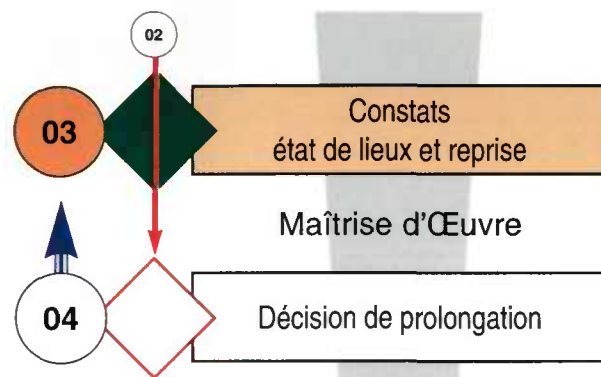 02
03
Constats
état de lieux et reprise
Maîtrise d'Œuvre
04
Décision de prolongation